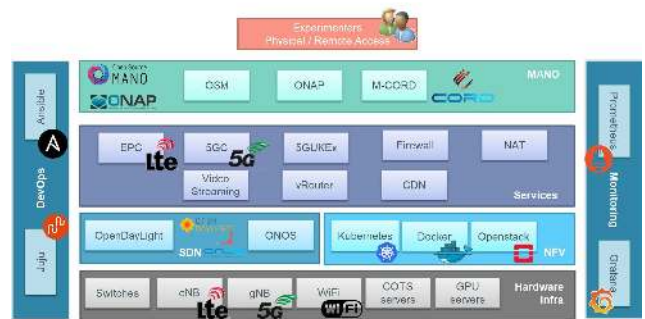 Experimenters
Physical / Remote Access
Open Source
MANO
ONAP
OSM
ONAP
M-CORD
CORD
MANO
Ansible
DevOps
Juju
EPC
Lte
5GC
5G
Firewall
NAT
Video
Streaming
vRouter
CDN
Services
OpenDayLight
SDN
ONOS
Kubernetes
Docker
Openstack
NFV
Switches
eNB
Lte
gNB
5G
WiFi
WiFi
COTS
servers
GPU
servers
Hardware
Infra
Prometheus
Monitoring
Grafana